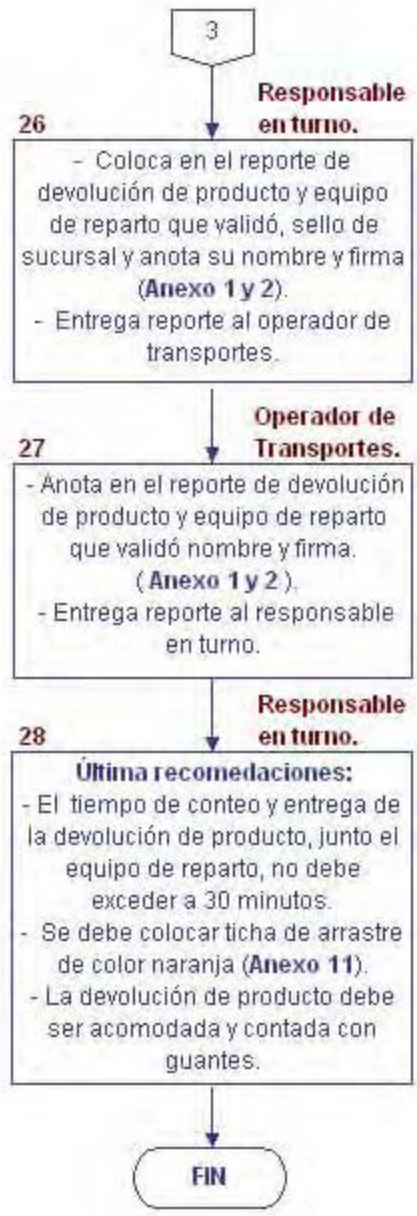 3
Responsable
26 en turno.
- Coloca en el reporte de
devolución de producto y equipo
de reparto que validó, sello de
sucursal y anota su nombre y firma
(Anexo 1 y 2).
- Entrega reporte al operador de
transportes.
Operador de
27 Transportes.
- Anota en el reporte de devolución
de producto y equipo de reparto
que validó nombre y firma.
( Anexo 1 y 2 ).
- Entrega reporte al responsable
en turno.
Responsable
28 en turno.
Última recomedaciones:
- El tiempo de conteo y entrega de
la devolución de producto, junto el
equipo de reparto, no debe
exceder a 30 minutos.
- Se debe colocar ticha de arrastre
de color naranja (Anexo 11).
- La devolución de producto debe
ser acomodada y contada con
guantes.
FIN